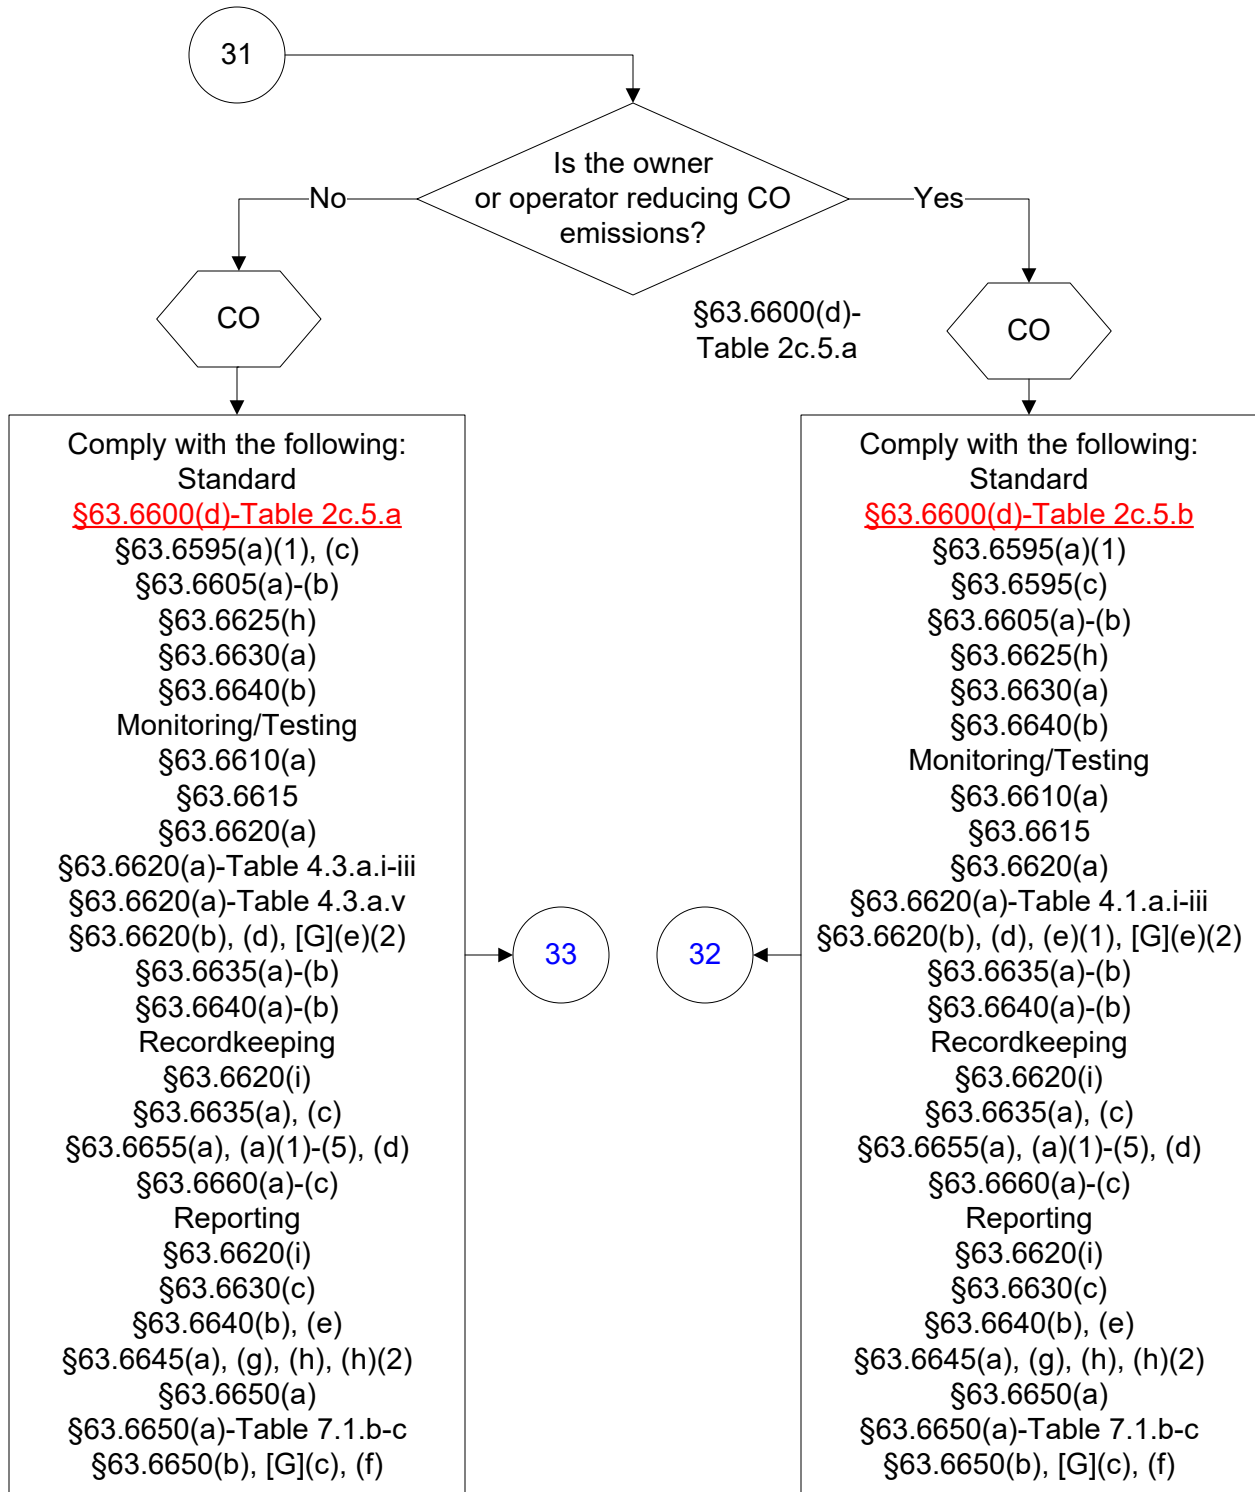 31
Is the owner
or operator reducing CO
emissions?
No
Yes
§63.6600(d)-
Table 2c.5.a
CO
CO
Comply with the following:
Standard
§63.6600(d)-Table 2c.5.a
§63.6595(a)(1), (c)
§63.6605(a)-(b)
§63.6625(h)
§63.6630(a)
§63.6640(b)
Monitoring/Testing
§63.6610(a)
§63.6615
§63.6620(a)
§63.6620(a)-Table 4.3.a.i-iii
§63.6620(a)-Table 4.3.a.v
§63.6620(b), (d), [G](e)(2)
§63.6635(a)-(b)
§63.6640(a)-(b)
Recordkeeping
§63.6620(i)
§63.6635(a), (c)
§63.6655(a), (a)(1)-(5), (d)
§63.6660(a)-(c)
Reporting
§63.6620(i)
§63.6630(c)
§63.6640(b), (e)
§63.6645(a), (g), (h), (h)(2)
§63.6650(a)
§63.6650(a)-Table 7.1.b-c
§63.6650(b), [G](c), (f)
33
32
Comply with the following:
Standard
§63.6600(d)-Table 2c.5.b
§63.6595(a)(1)
§63.6595(c)
§63.6605(a)-(b)
§63.6625(h)
§63.6630(a)
§63.6640(b)
Monitoring/Testing
§63.6610(a)
§63.6615
§63.6620(a)
§63.6620(a)-Table 4.1.a.i-iii
§63.6620(b), (d), (e)(1), [G](e)(2)
§63.6635(a)-(b)
§63.6640(a)-(b)
Recordkeeping
§63.6620(i)
§63.6635(a), (c)
§63.6655(a), (a)(1)-(5), (d)
§63.6660(a)-(c)
Reporting
§63.6620(i)
§63.6630(c)
§63.6640(b), (e)
§63.6645(a), (g), (h), (h)(2)
§63.6650(a)
§63.6650(a)-Table 7.1.b-c
§63.6650(b), [G](c), (f)